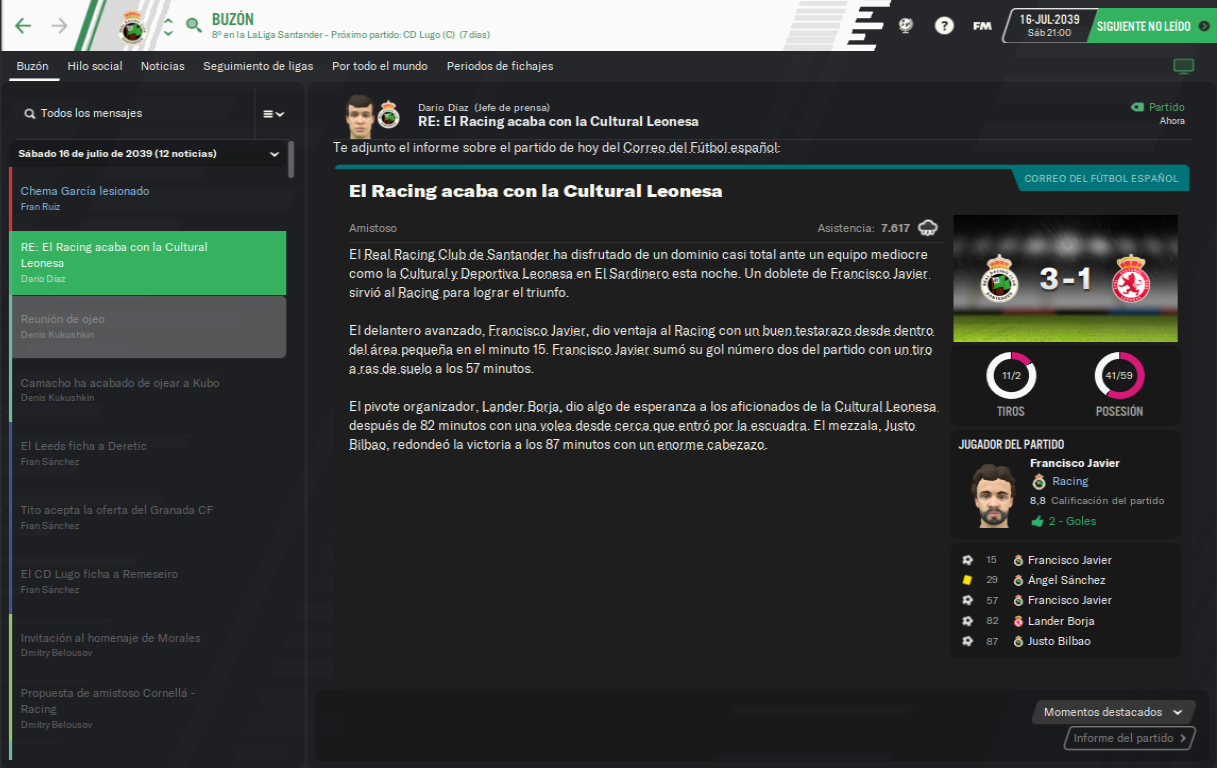 BUZÓN
8º en la LaLiga Santander - Próximo partido: CD Lugo (C) (7 días)
?
FM
16-JUL-2039
Sáb 21:00
SIGUIENTE NO LEÍDO
Buzón
Hilo social
Noticias
Seguimiento de ligas
Por todo el mundo
Periodos de fichajes
Todos los mensajes
Sábado 16 de julio de 2039 (12 noticias)
Chema García lesionado
Fran Ruiz
RE: El Racing acaba con la Cultural
Leonesa
Darío Díaz
Reunión de ojeo
Denis Kukushkin
Camacho ha acabado de ojear a Kubo
Denis Kukushkin
El Leeds ficha a Deretic
Fran Sánchez
Tito acepta la oferta del Granada CF
Fran Sánchez
El CD Lugo ficha a Remeseiro
Fran Sánchez
Invitación al homenaje de Morales
Dmitry Belousov
Propuesta de amistoso Cornellá -
Racing
Dmitry Belousov
Darío Díaz (Jefe de prensa)
RE: El Racing acaba con la Cultural Leonesa
Partido
Ahora
Te adjunto el informe sobre el partido de hoy del Correo del Fútbol español:
CORREO DEL FÚTBOL ESPAÑOL
El Racing acaba con la Cultural Leonesa
Amistoso
Asistencia: 7.617
El Real Racing Club de Santander ha disfrutado de un dominio casi total ante un equipo mediocre
como la Cultural y Deportiva Leonesa en El Sardinero esta noche. Un doblete de Francisco Javier
sirvió al Racing para lograr el triunfo.
El delantero avanzado, Francisco Javier, dio ventaja al Racing con un buen testarazo desde dentro
del área pequeña en el minuto 15. Francisco Javier sumó su gol número dos del partido con un tiro
a ras de suelo a los 57 minutos.
El pivote organizador, Lander Borja, dio algo de esperanza a los aficionados de la Cultural Leonesa
después de 82 minutos con una volea desde cerca que entró por la escuadra. El mezzala, Justo
Bilbao, redondeó la victoria a los 87 minutos con un enorme cabezazo.
3-1
11/2
TIROS
41/59
POSESIÓN
JUGADOR DEL PARTIDO
Francisco Javier
Racing
8,8 Calificación del partido
2 - Goles
15 Francisco Javier
29 Ángel Sánchez
57 Francisco Javier
82 Lander Borja
87 Justo Bilbao
Momentos destacados
Informe del partido